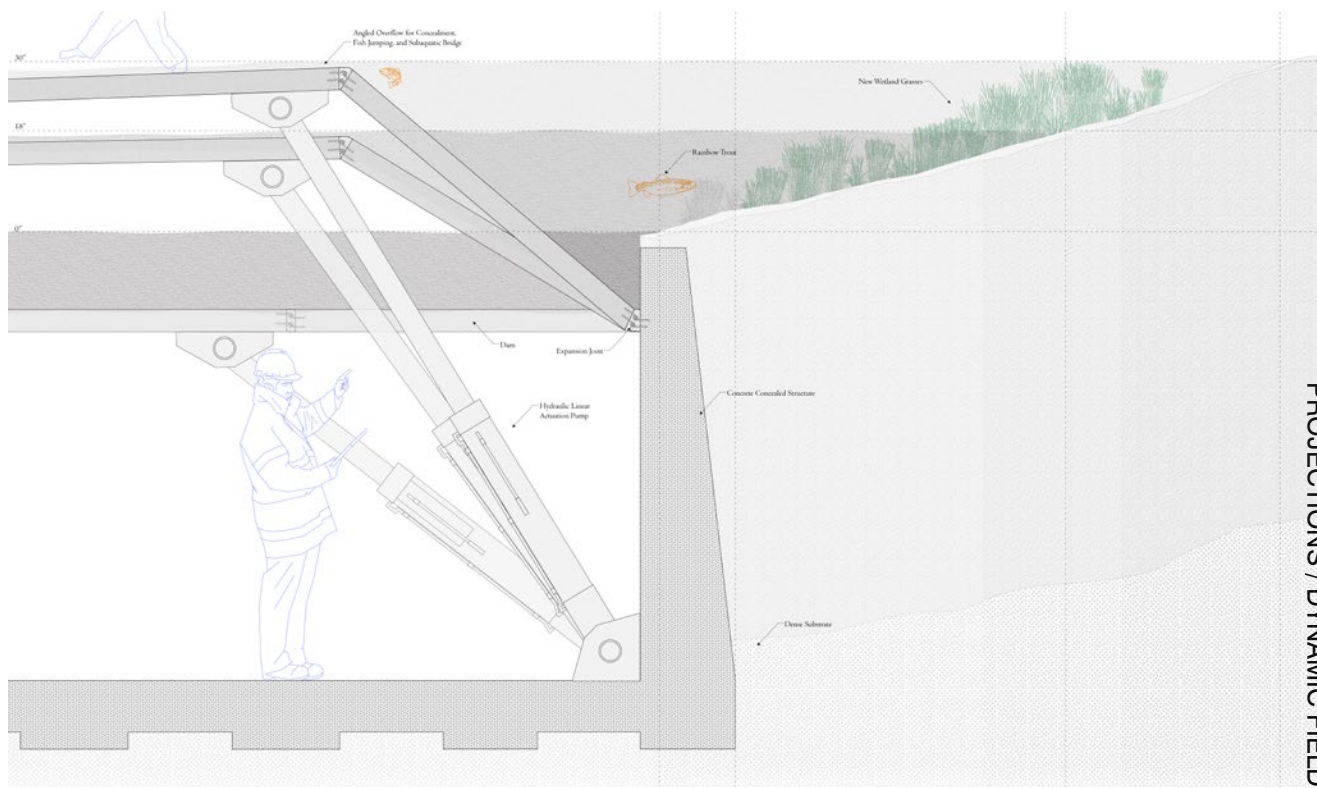 Angled Overflow for Concealment,
Fish Jumping, and Subaquatic Bridge
30"
New Wetland Grasses
18"
Rainbow Trout
0"
Dam
Expansion Joint
Concrete Concealed Structure
Hydraulic Linear
Actuation Pump
Dense Substrate
PROJECTIONS / DYNAMIC FIELD